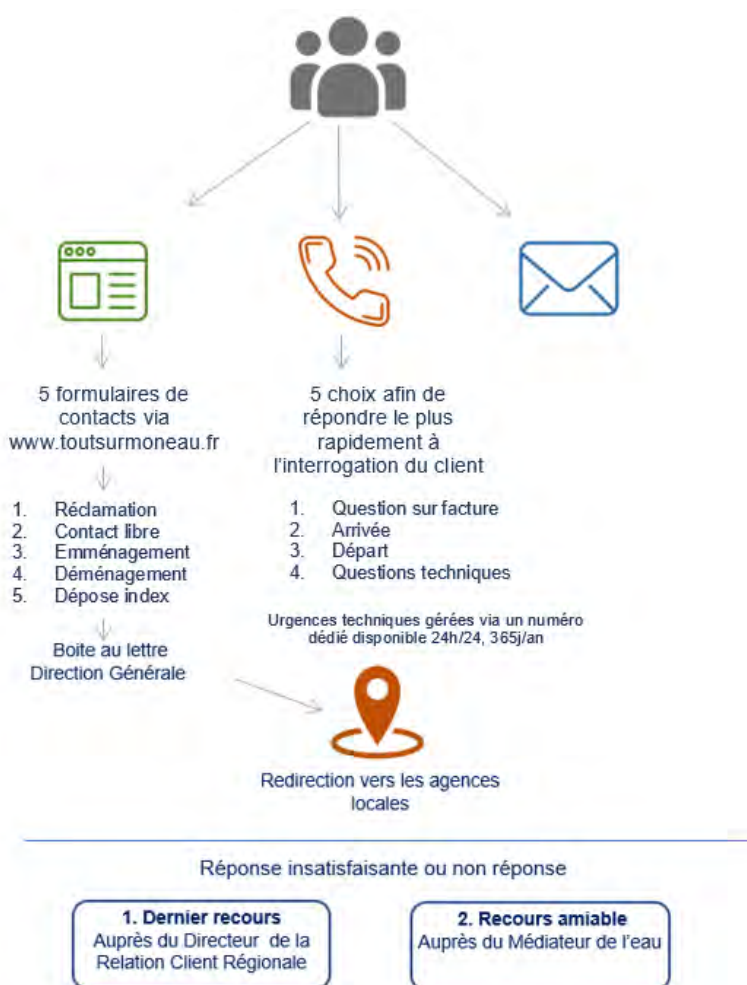 5 formulaires de
contacts via
www.toutsurmoneau.fr
1. Réclamation
2. Contact libre
3. Emménagement
4. Déménagement
5. Dépose index
Boite au lettre
Direction Générale
5 choix afin de
répondre le plus
rapidement à
l'interrogation du client
1. Question sur facture
2. Arrivée
3. Départ
4. Questions techniques
Urgences techniques gérées via un numéro
dédié disponible 24h/24, 365j/an
Redirection vers les agences
locales
Réponse insatisfaisante ou non réponse
1. Dernier recours
Auprès du Directeur de la
Relation Client Régionale
2. Recours amiable
Auprès du Médiateur de l'eau